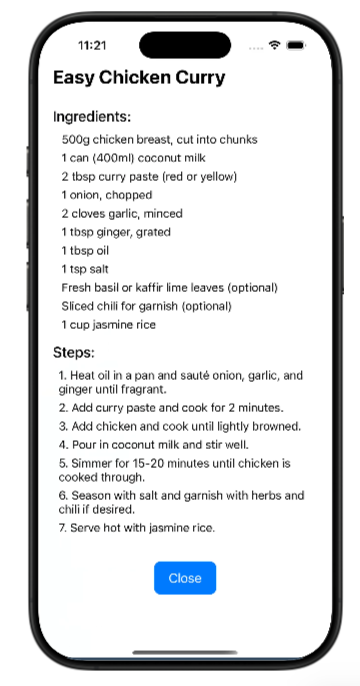 11:21
Easy Chicken Curry
Ingredients:
500g chicken breast, cut into chunks
1 can (400ml) coconut milk
2 tbsp curry paste (red or yellow)
1 onion, chopped
2 cloves garlic, minced
1 tbsp ginger, grated
1 tbsp oil
1 tsp salt
Fresh basil or kaffir lime leaves (optional)
Sliced chili for garnish (optional)
1 cup jasmine rice
Steps:
1. Heat oil in a pan and sauté onion, garlic, and
ginger until fragrant.
2. Add curry paste and cook for 2 minutes.
3. Add chicken and cook until lightly browned.
4. Pour in coconut milk and stir well.
5. Simmer for 15-20 minutes until chicken is
cooked through.
6. Season with salt and garnish with herbs and
chili if desired.
7. Serve hot with jasmine rice.
Close